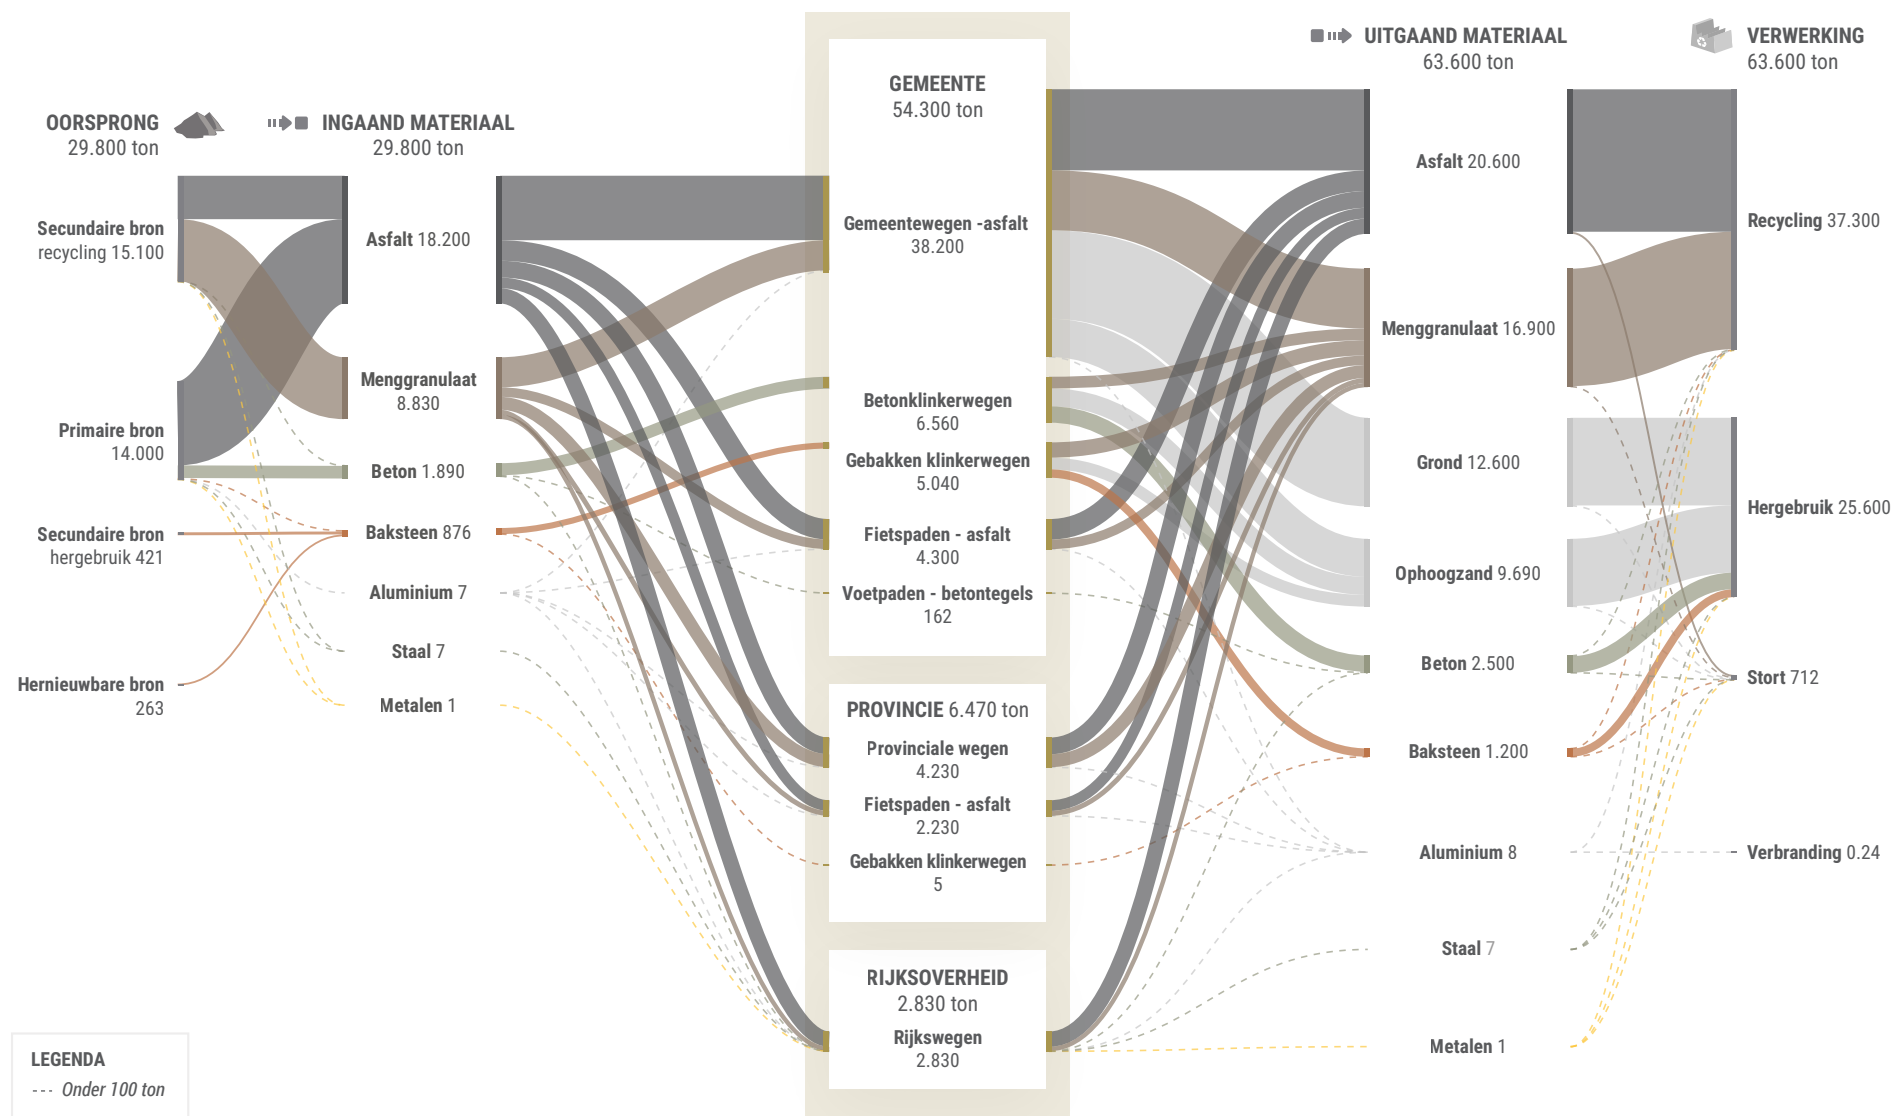 OORSPRONG
29.800 ton
Secundaire bron
recycling 15.100
Primaire bron
14.000
Secundaire bron
hergebruik 421
Hernieuwbare bron
263
INGAAND MATERIAAL
29.800 ton
Asfalt 18.200
Menggranulaat
8.830
Beton 1.890
Baksteen 876
Aluminium 7
Staal 7
Metalen 1
GEMEENTE
54.300 ton
Gemeentewegen -asfalt
38.200
Betonklinkerwegen
6.560
Gebakken klinkerwegen
5.040
Fietspaden - asfalt
4.300
Voetpaden - betontegels
162
PROVINCIE 6.470 ton
Provinciale wegen
4.230
Fietspaden - asfalt
2.230
Gebakken klinkerwegen
5
RIJKSOVERHEID
2.830 ton
Rijkswegen
2.830
UITGAAND MATERIAAL
63.600 ton
Asfalt 20.600
Menggranulaat 16.900
Grond 12.600
Ophoogzand 9.690
Beton 2.500
Baksteen 1.200
Aluminium 8
Staal 7
Metalen 1
VERWERKING
63.600 ton
Recycling 37.300
Hergebruik 25.600
Stort 712
Verbranding 0.24
LEGENDA
Onder 100 ton